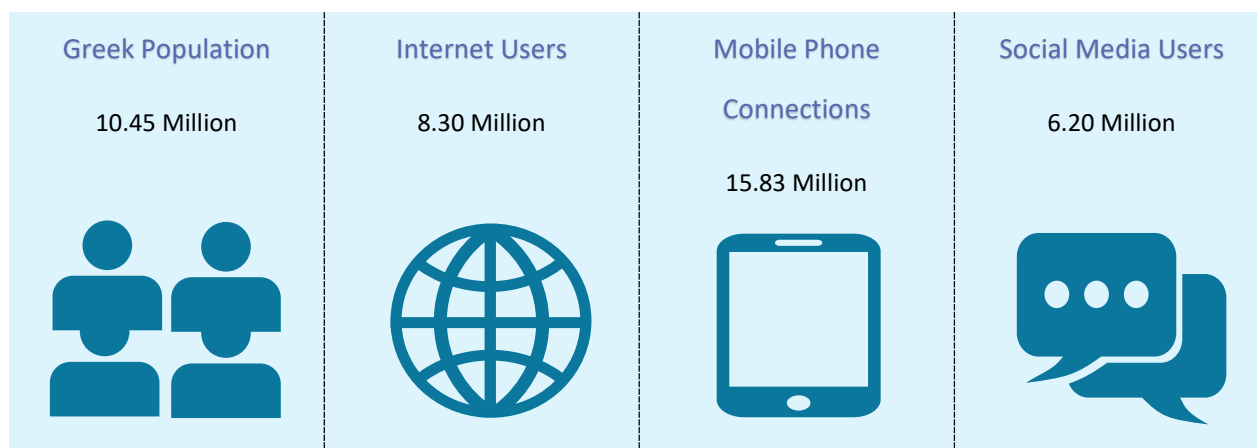 Greek Population
10.45 Million
Internet Users
8.30 Million
Mobile Phone
Connections
15.83 Million
Social Media Users
6.20 Million